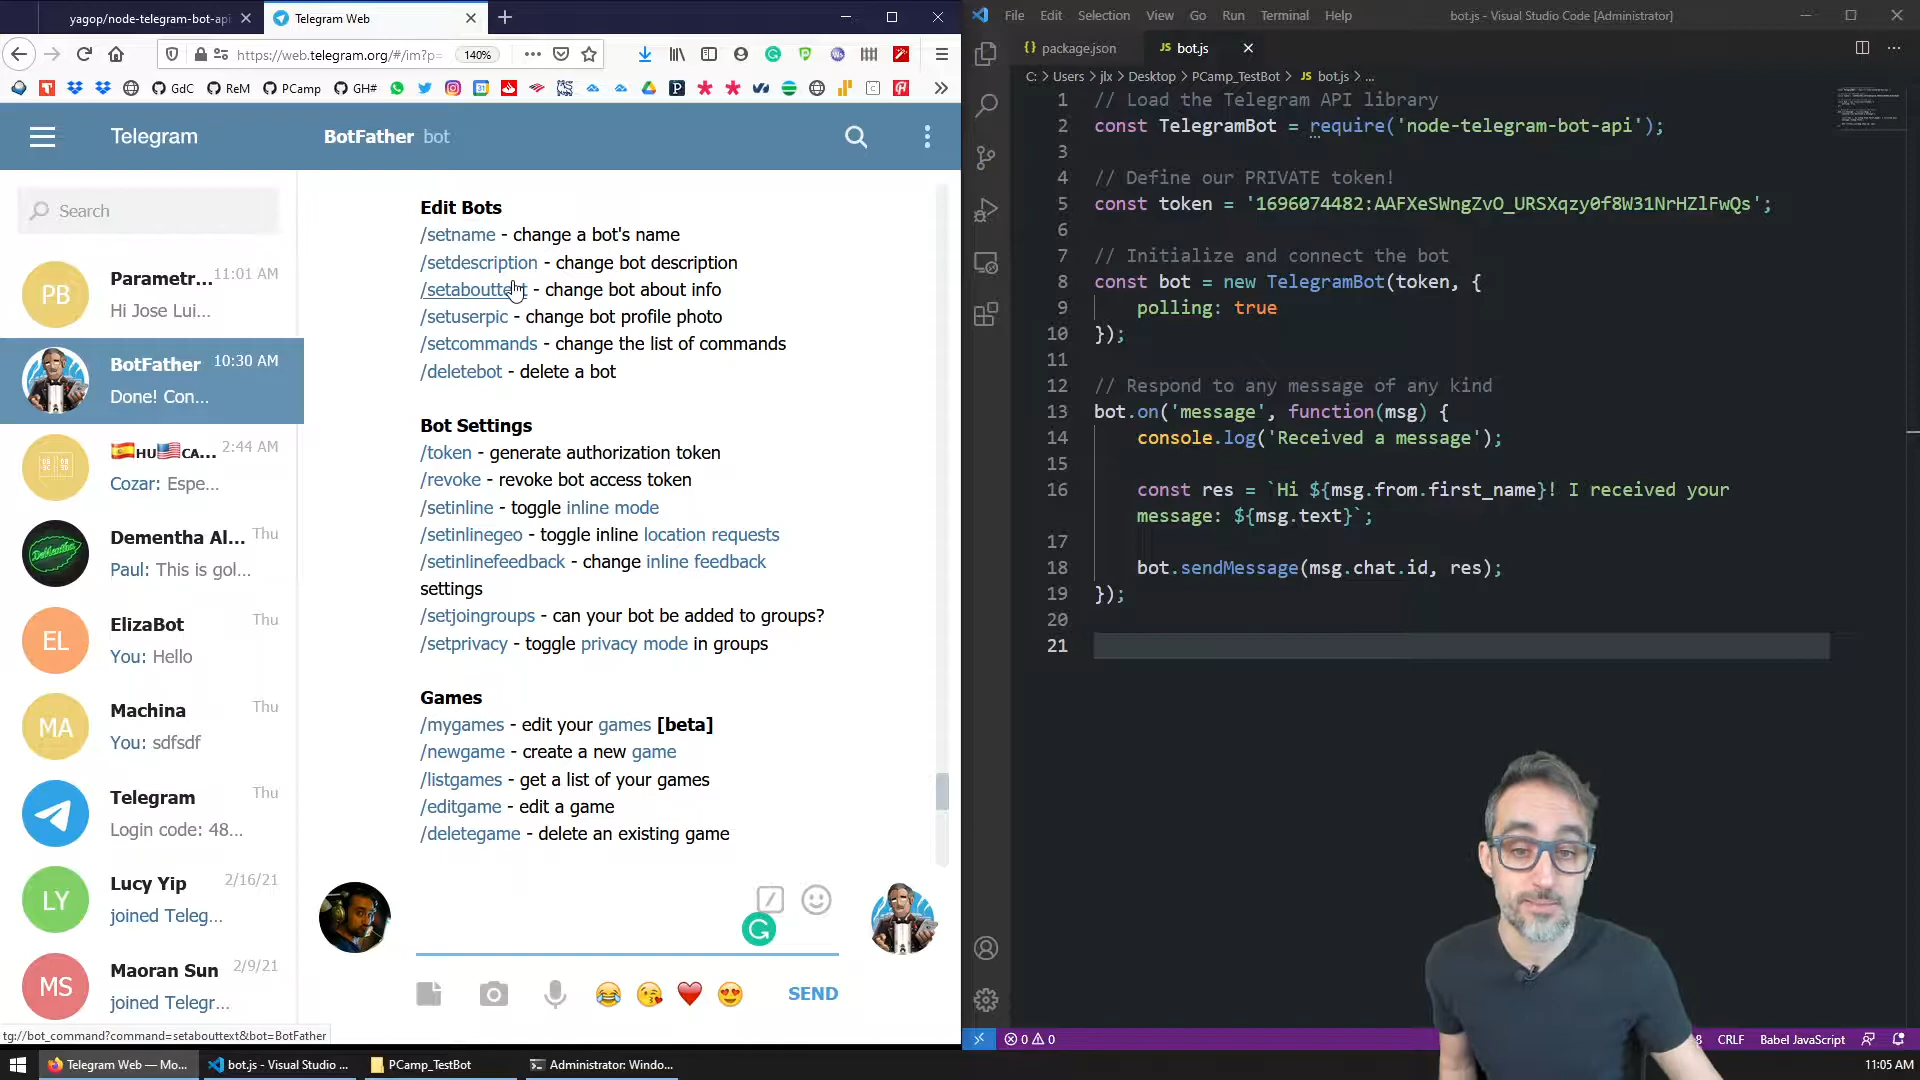 yagop/node-telegram-bot-api
Telegram Web
https://web.telegram.org/#/im?p=
140%
GdC
ReM
PCamp
GH#
Telegram
BotFather bot
Search
Parametr... 11:01 AM
PB
Hi Jose Lui...
BotFather 10:30 AM
Done! Con...
🇪🇸HU🇺🇸CA... 2:44 AM
Cozar: Espe...
Dementha Al... Thu
Paul: This is gol...
ElizaBot Thu
EL
You: Hello
Machina Thu
MA
You: sdfsdf
Telegram Thu
Login code: 48...
Lucy Yip 2/16/21
LY
joined Teleg...
Maoran Sun 2/9/21
MS
joined Telegr...
Edit Bots
/setname - change a bot's name
/setdescription - change bot description
/setabouttext - change bot about info
/setuserpic - change bot profile photo
/setcommands - change the list of commands
/deletebot - delete a bot
Bot Settings
/token - generate authorization token
/revoke - revoke bot access token
/setinline - toggle inline mode
/setinlinegeo - toggle inline location requests
/setinlinefeedback - change inline feedback
settings
/setjoingroups - can your bot be added to groups?
/setprivacy - toggle privacy mode in groups
Games
/mygames - edit your games [beta]
/newgame - create a new game
/listgames - get a list of your games
/editgame - edit a game
/deletegame - delete an existing game
SEND
tg://bot_command?command=setabouttext&bot=BotFather
File Edit Selection View Go Run Terminal Help
bot.js - Visual Studio Code [Administrator]
package.json
JS bot.js
C: > Users > jlx > Desktop > PCamp_TestBot > JS bot.js > ...
1 // Load the Telegram API library
2 const TelegramBot = require('node-telegram-bot-api');
3
4 // Define our PRIVATE token!
5 const token = '1696074482:AAFXeSWngZvO_URSXqzy0f8W31NrHZlFwQs';
6
7 // Initialize and connect the bot
8 const bot = new TelegramBot(token, {
9 polling: true
10 });
11
12 // Respond to any message of any kind
13 bot.on('message', function(msg) {
14 console.log('Received a message');
15
16 const res = `Hi ${msg.from.first_name}! I received your
message: ${msg.text}`;
17
18 bot.sendMessage(msg.chat.id, res);
19 });
20
21
0 0
8 CRLF Babel JavaScript
Telegram Web — Mo...
bot.js - Visual Studio ...
PCamp_TestBot
Administrator: Windo...
11:05 AM